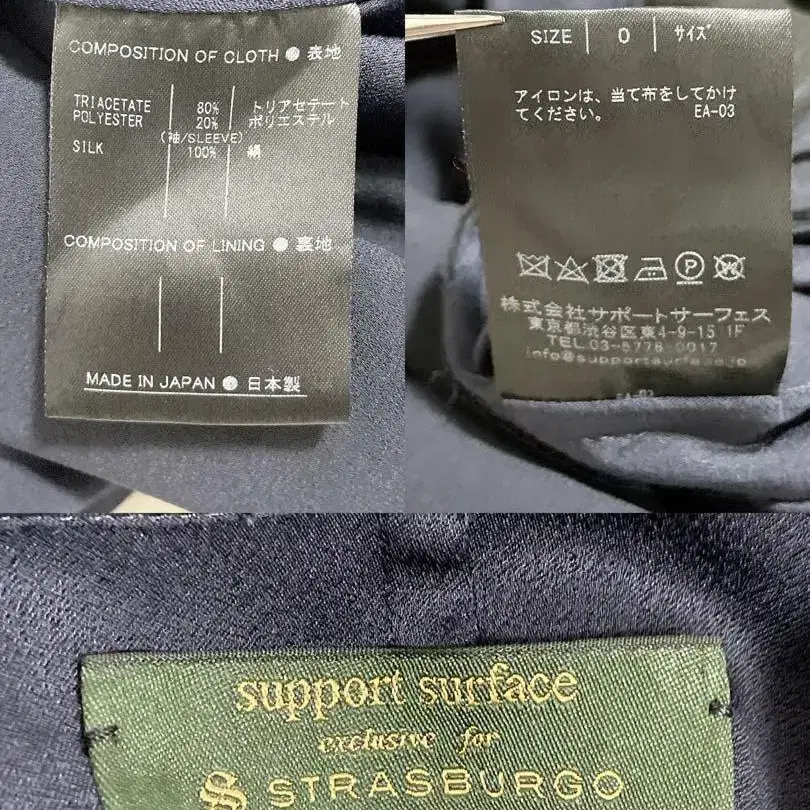 COMPOSITION OF CLOTH ● 表地
TRIACETATE 80% トリアセテート
POLYESTER 20% ポリエステル
(袖/SLEEVE)
SILK 100% 絹
COMPOSITION OF LINING ● 裏地
MADE IN JAPAN ● 日本製
SIZE 0 サイズ
アイロンは、当て布をしてかけ
てください。 EA-03
P W
株式会社サポートサーフェス
東京都渋谷区東4-9-15 1F
TEL.03-5778-0017
info@supportsurface.jp
support surface
exclusive for
S STRASBURGO